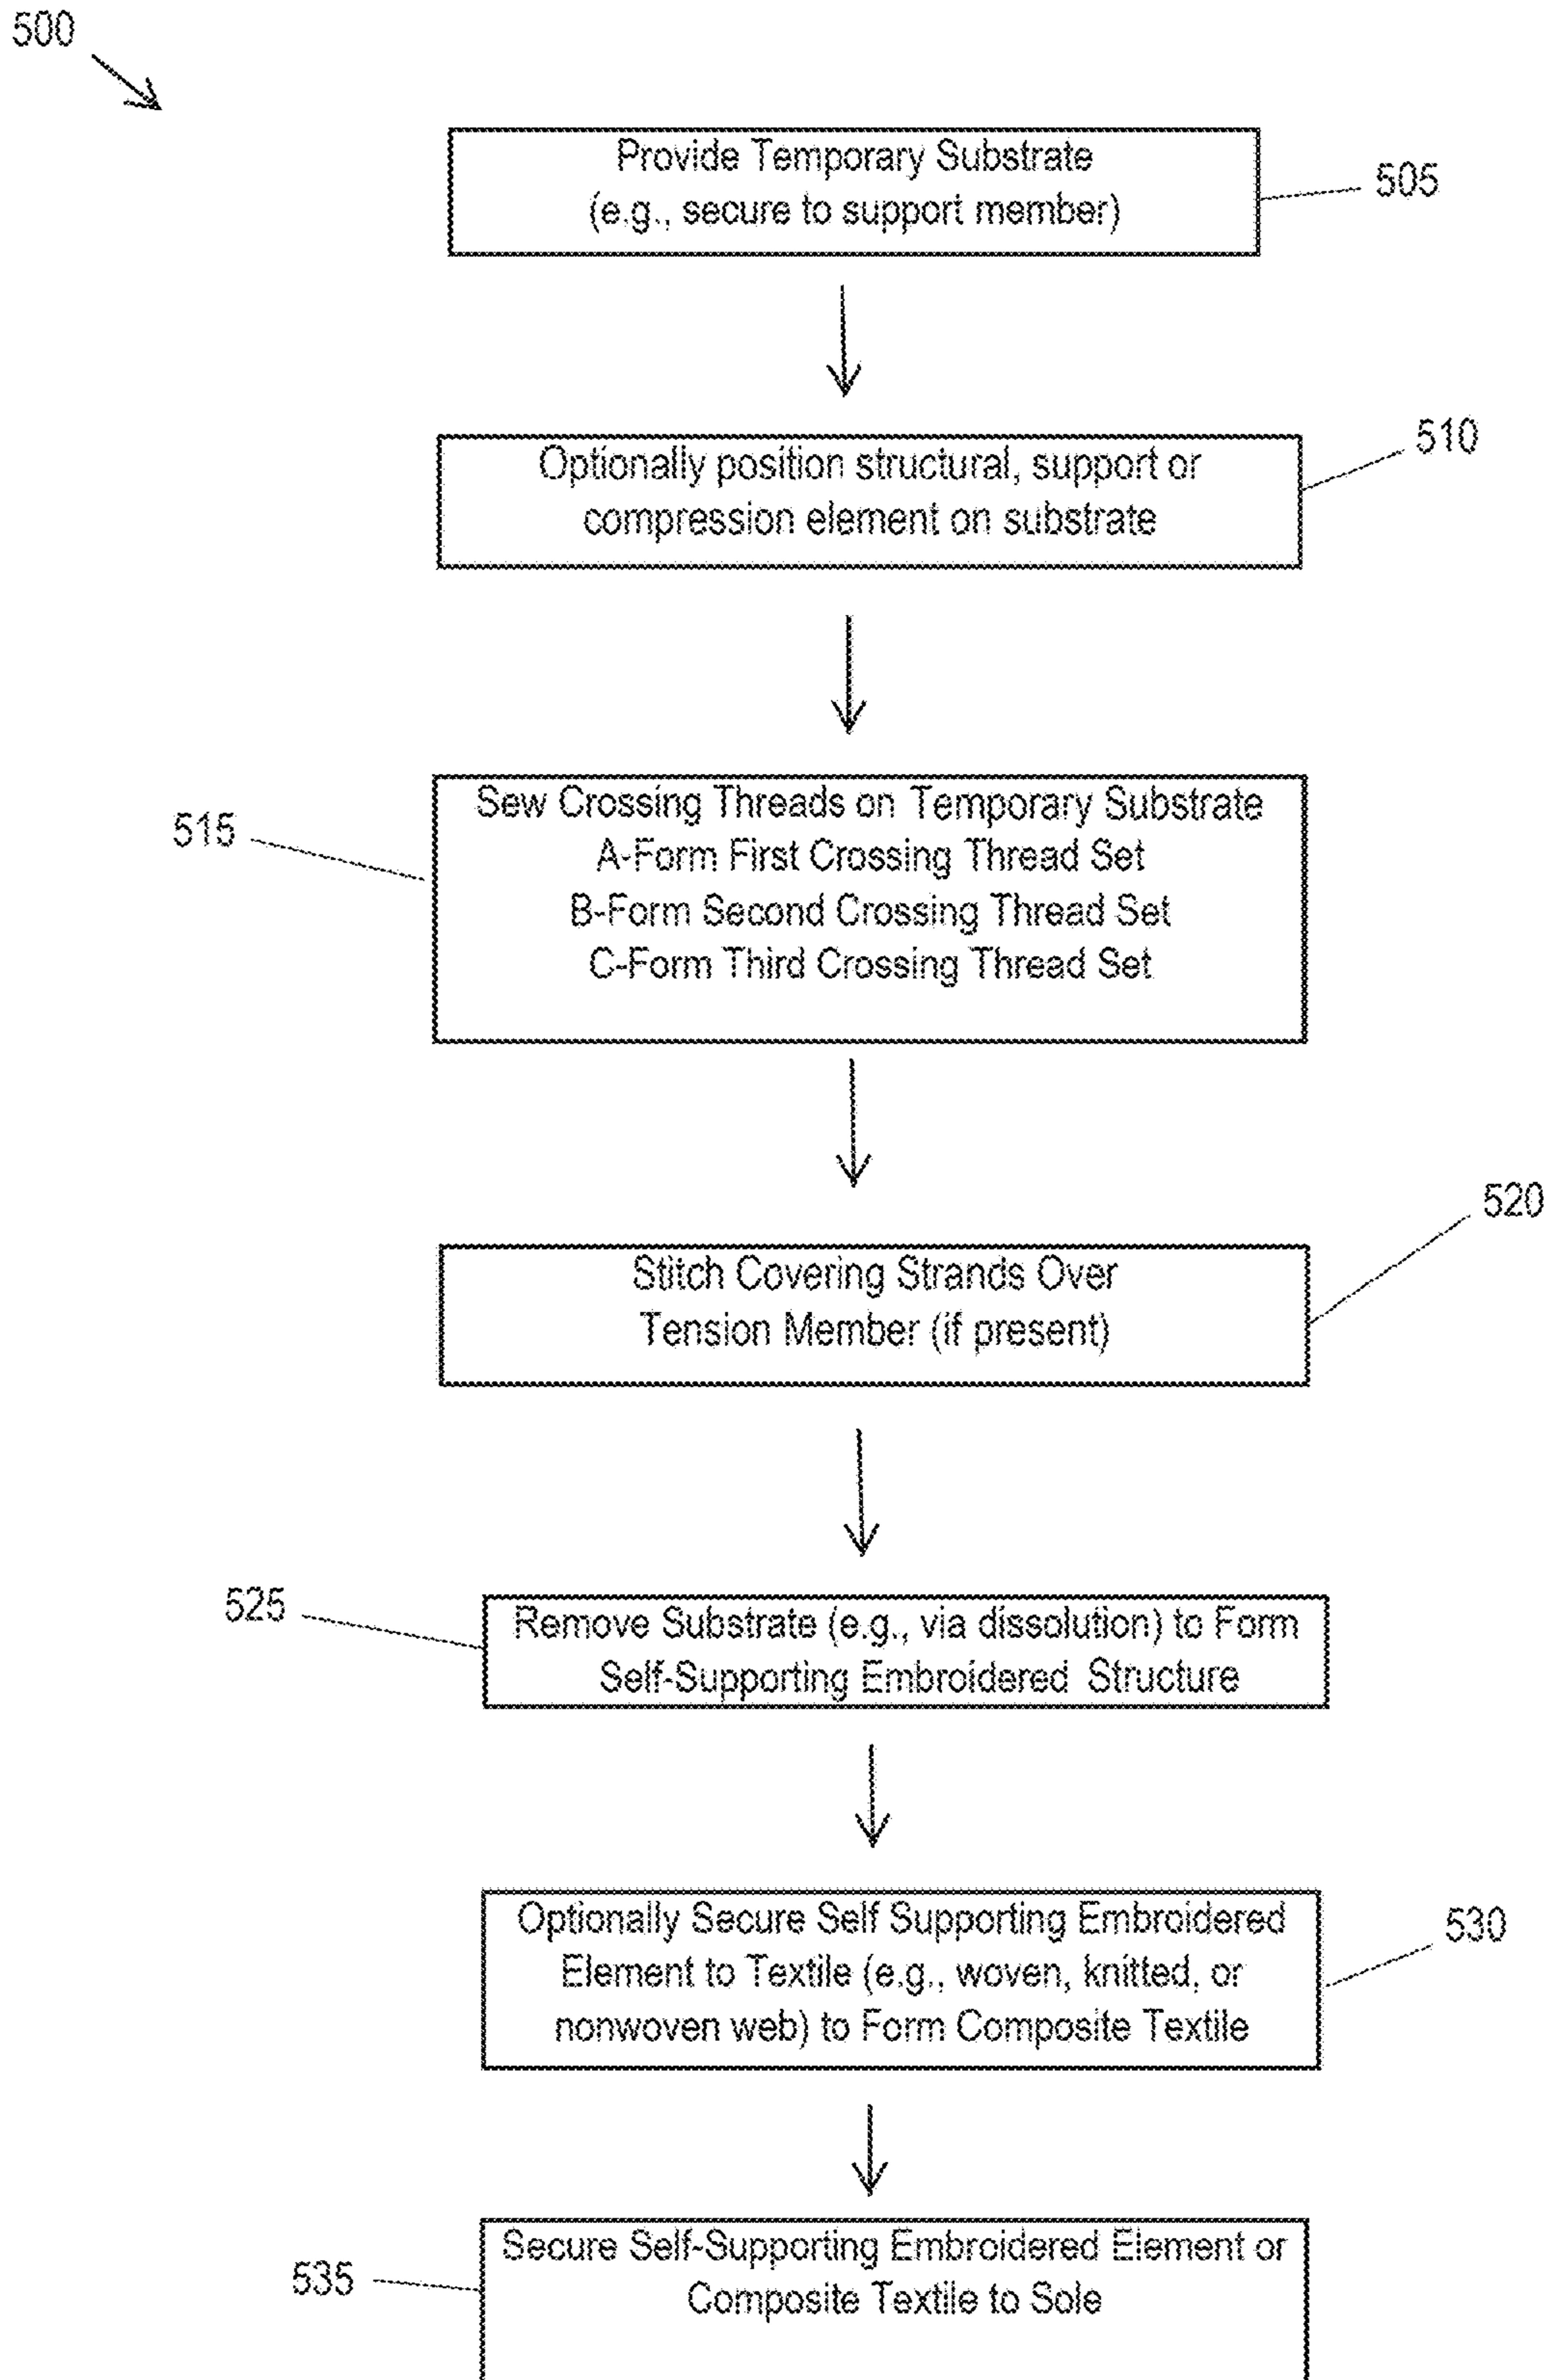 500
Provide Temporary Substrate
(e.g., secure to support member)
505
Optionally position structural, support or
compression element on substrate
510
515
Sew Crossing Threads on Temporary Substrate
A-Form First Crossing Thread Set
B-Form Second Crossing Thread Set
C-Form Third Crossing Thread Set
520
Stitch Covering Strands Over
Tension Member (if present)
525
Remove Substrate (e.g., via dissolution) to Form
Self-Supporting Embroidered Structure
Optionally Secure Self Supporting Embroidered
Element to Textile (e.g., woven, knitted, or
nonwoven web) to Form Composite Textile
530
535
Secure Self-Supporting Embroidered Element or
Composite Textile to Sole